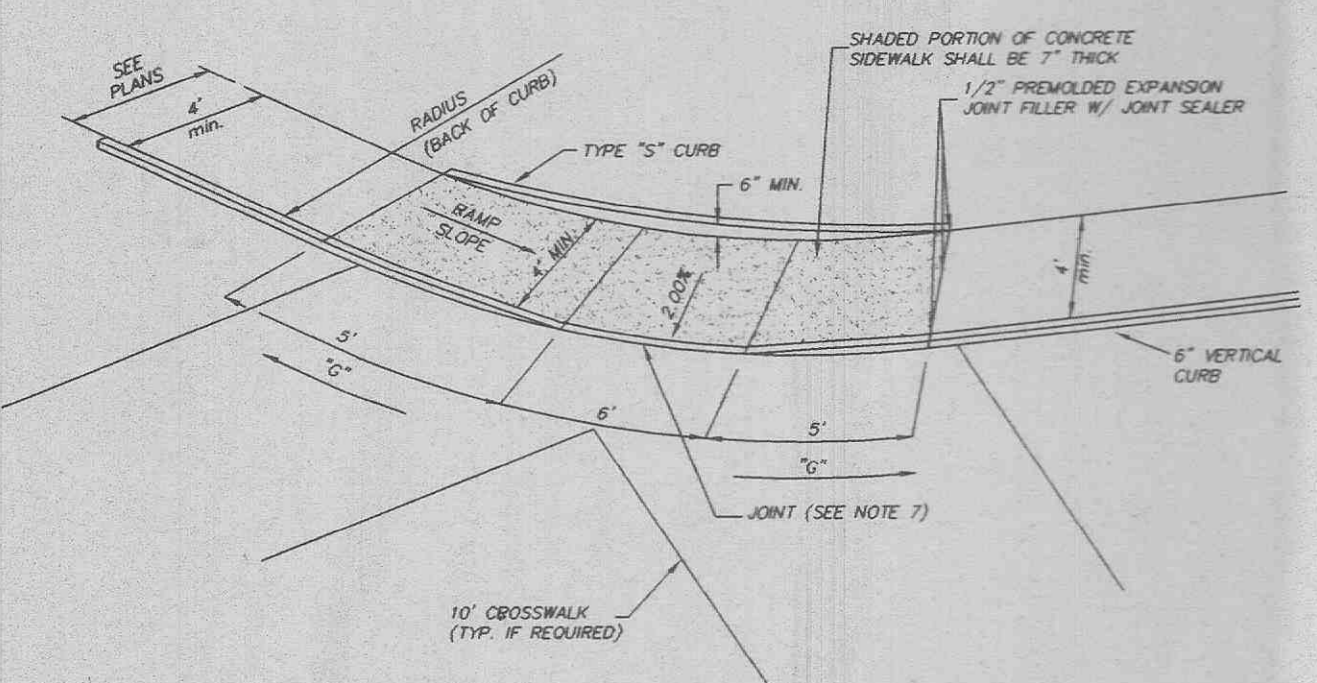 SEE
PLANS
4'
min.
RADIUS
(BACK OF CURB)
SHADED PORTION OF CONCRETE
SIDEWALK SHALL BE 7" THICK
1/2" PREMOLDED EXPANSION
JOINT FILLER W/ JOINT SEALER
TYPE "S" CURB
6" MIN.
RAMP
SLOPE
4' MIN.
2.00%
4'
min.
6" VERTICAL
CURB
5'
"G"
6'
5'
"G"
JOINT (SEE NOTE 7)
10' CROSSWALK
(TYP. IF REQUIRED)